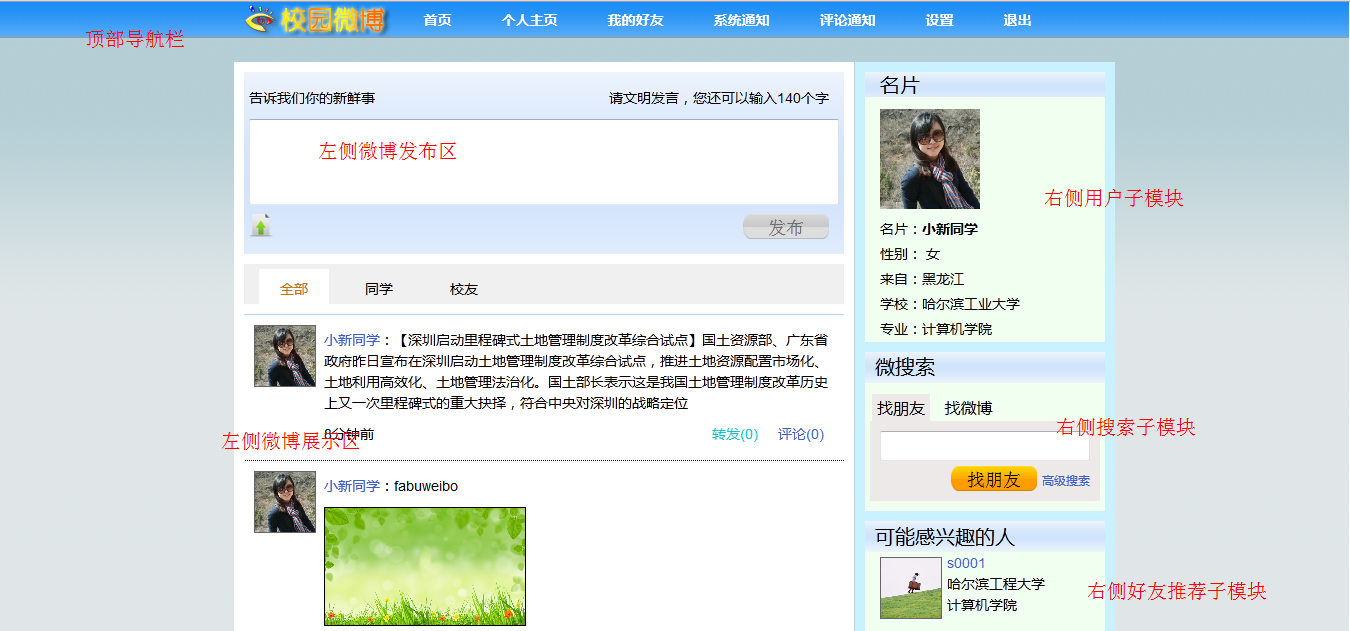 校园微博 首页 个人主页 我的好友 系统通知 评论通知 设置 退出
顶部导航栏
告诉我们你的新鲜事 请文明发言，您还可以输入140个字
左侧微博发布区
发布
全部 同学 校友
小新同学：【深圳启动里程碑式土地管理制度改革综合试点】国土资源部、广东省
政府昨日宣布在深圳启动土地管理制度改革综合试点，推进土地资源配置市场化、
土地利用高效化、土地管理法治化。国土部长表示这是我国土地管理制度改革历史
上又一次里程碑式的重大抉择，符合中央对深圳的战略定位
8分钟前 转发(0) 评论(0)
左侧微博展示区
小新同学：fabuweibo
名片
右侧用户子模块
名片：小新同学
性别： 女
来自：黑龙江
学校：哈尔滨工业大学
专业：计算机学院
微搜索
找朋友 找微博
右侧搜索子模块
找朋友 高级搜索
可能感兴趣的人
s0001
哈尔滨工程大学
计算机学院
右侧好友推荐子模块